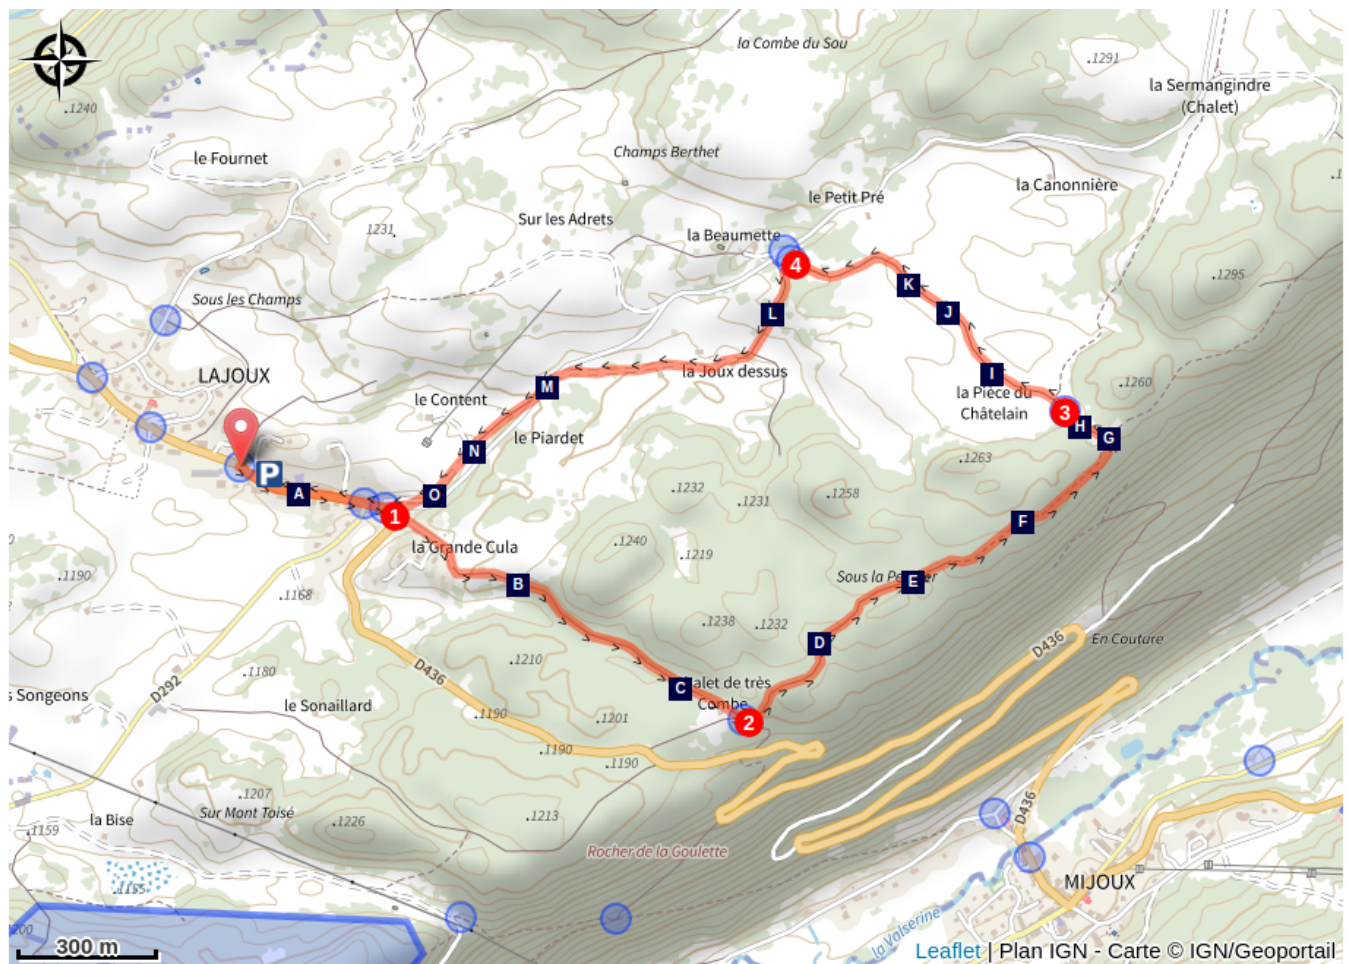 la Combe du Sou
1291
la Sermangindre
(Chalet)
1240
le Fournet
Champs Berthet
la Canonnière
le Petit Pré
Sur les Adrets
1231
la Beaumette
4
1295
K
Sous les Champs
L
J
LAJOUX
la Joux dessus
I
1260
M
la Pièce du
Châtelain
3
le Content
H
G
le Piardet
N
1263
P
A
O
1232
1231
1258
1
F
la Grande Cula
1240
1219
1190
B
Sous la Pe
E
1168
1238
1232
D
D436
En Couture
1210
1180
D436
D292
C
alet de très
Combe
s Songeons
le Sonaillard
1190
1201
2
1190
1190
1207
Sur Mont Toisé
1213
D436
la Bise
1226
1159
Rocher de la Goulette
MIJOUX
1155
la Valserine
200
300 m
Leaflet | Plan IGN - Carte © IGN/Geoportail